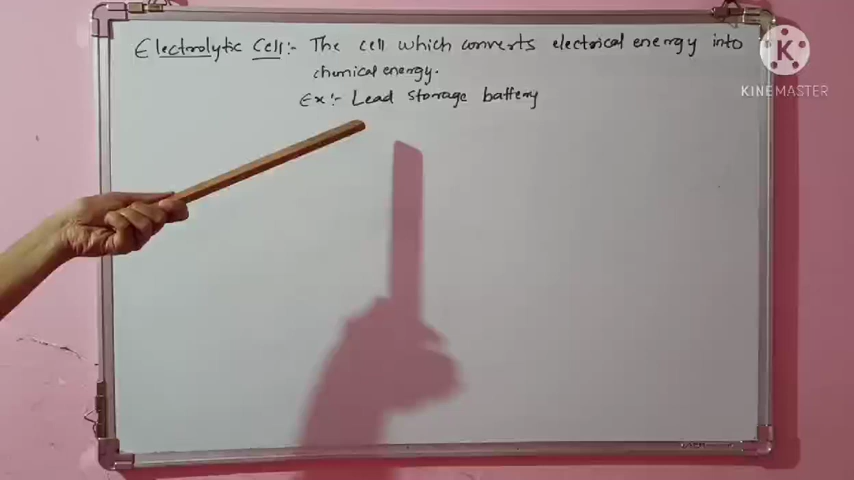 Electrolytic Cell:- The cell which converts electrical energy into
chemical energy.
Ex:- Lead storage battery
K
KINEMASTER